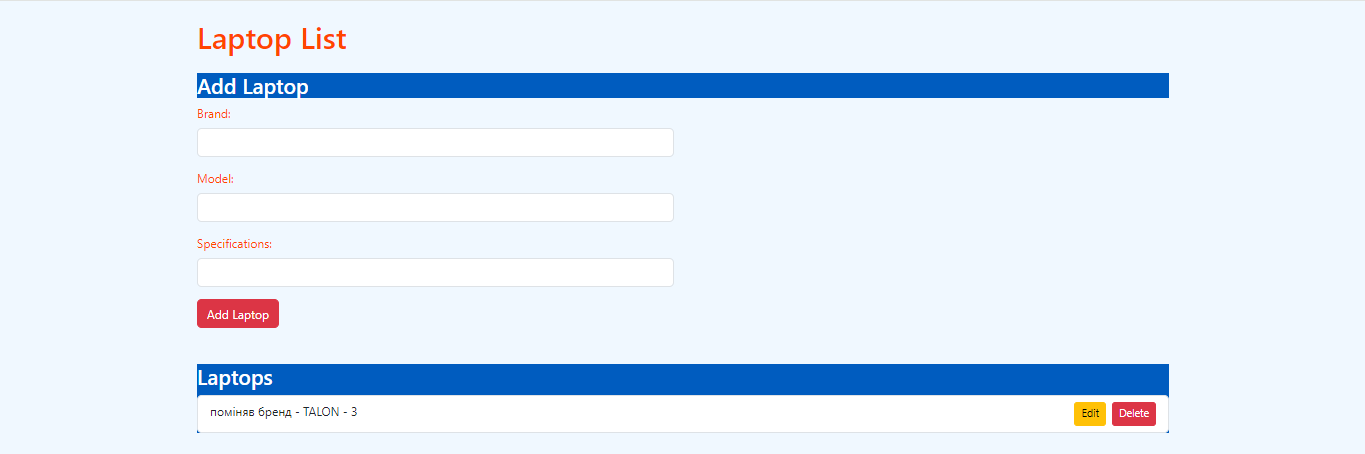 Laptop List
Add Laptop
Brand:
Model:
Specifications:
Add Laptop
Laptops
поміняв бренд - TALON - 3
Edit
Delete